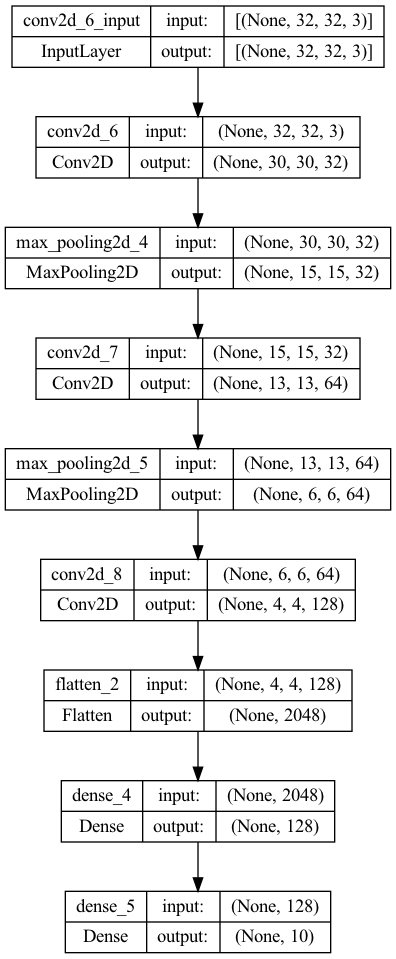 conv2d_6_input input: [(None, 32, 32, 3)]
InputLayer output: [(None, 32, 32, 3)]
conv2d_6 input: (None, 32, 32, 3)
Conv2D output: (None, 30, 30, 32)
max_pooling2d_4 input: (None, 30, 30, 32)
MaxPooling2D output: (None, 15, 15, 32)
conv2d_7 input: (None, 15, 15, 32)
Conv2D output: (None, 13, 13, 64)
max_pooling2d_5 input: (None, 13, 13, 64)
MaxPooling2D output: (None, 6, 6, 64)
conv2d_8 input: (None, 6, 6, 64)
Conv2D output: (None, 4, 4, 128)
flatten_2 input: (None, 4, 4, 128)
Flatten output: (None, 2048)
dense_4 input: (None, 2048)
Dense output: (None, 128)
dense_5 input: (None, 128)
Dense output: (None, 10)